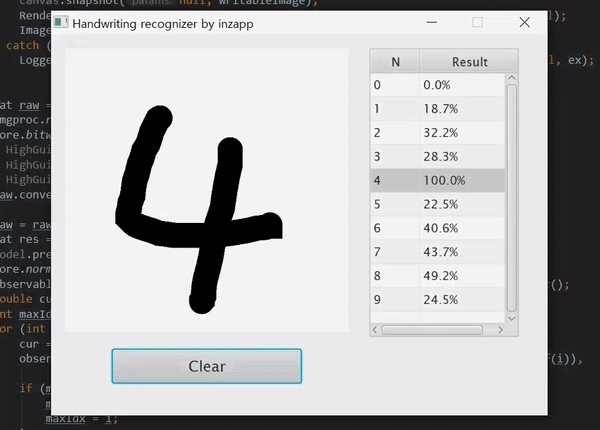 canvas.snapshot( params: null, writableImage);
Rende
Imag
catch (
Logge
l);
l, ex);
Handwriting recognizer by inzapp
N Result
0 0.0%
1 18.7%
2 32.2%
3 28.3%
4 100.0%
5 22.5%
6 40.6%
7 43.7%
8 49.2%
9 24.5%
4
Clear
at raw =
mgproc.r
ore.bitw
HighGui
HighGui
HighGui
aw.conve
aw = raw
at res =
odel.pre
ore.norm
bservabl
ouble cu
nt maxId
or (int
cur =
obser
r();
f(i)),
if (m
m
maxIdx = i;